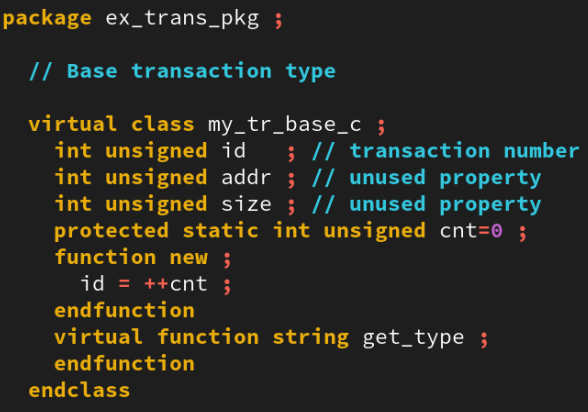 package ex_trans_pkg ;
// Base transaction type
virtual class my_tr_base_c ;
int unsigned id ; // transaction number
int unsigned addr ; // unused property
int unsigned size ; // unused property
protected static int unsigned cnt=0 ;
function new ;
id = ++cnt ;
endfunction
virtual function string get_type ;
endfunction
endclass